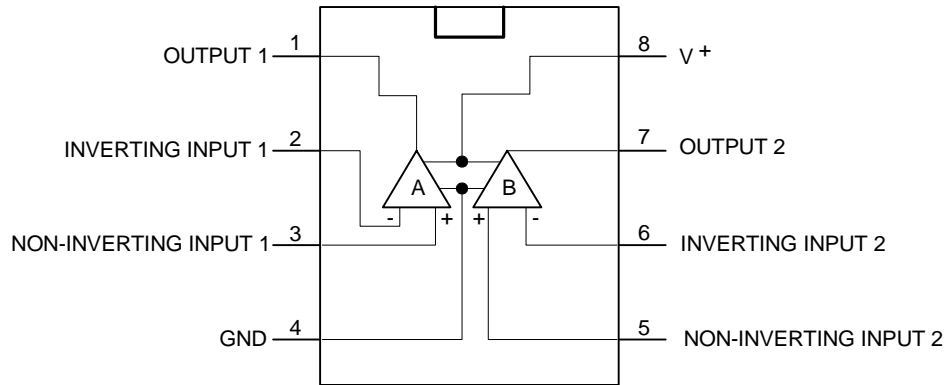 OUTPUT 1 1
8 V +
INVERTING INPUT 1 2
7 OUTPUT 2
A
B
- +
+ -
NON-INVERTING INPUT 1 3
6 INVERTING INPUT 2
GND 4
5 NON-INVERTING INPUT 2